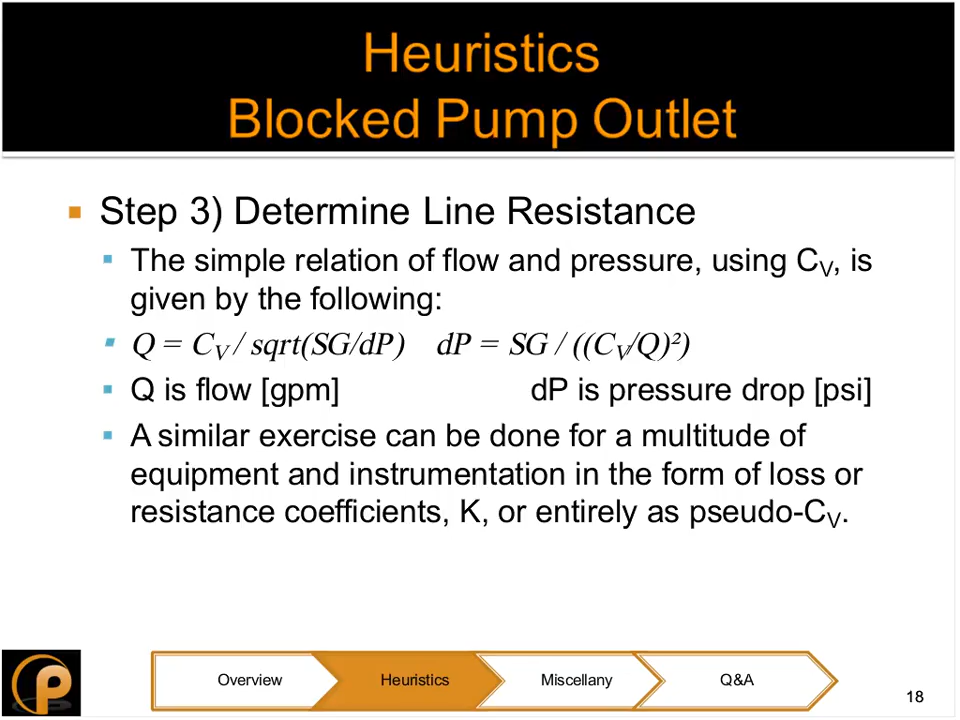 Heuristics
Blocked Pump Outlet
Step 3) Determine Line Resistance
The simple relation of flow and pressure, using CV, is
given by the following:
Q = CV / sqrt(SG/dP) dP = SG / ((CV/Q)²)
Q is flow [gpm] dP is pressure drop [psi]
A similar exercise can be done for a multitude of
equipment and instrumentation in the form of loss or
resistance coefficients, K, or entirely as pseudo-CV.
Overview Heuristics Miscellany Q&A
18